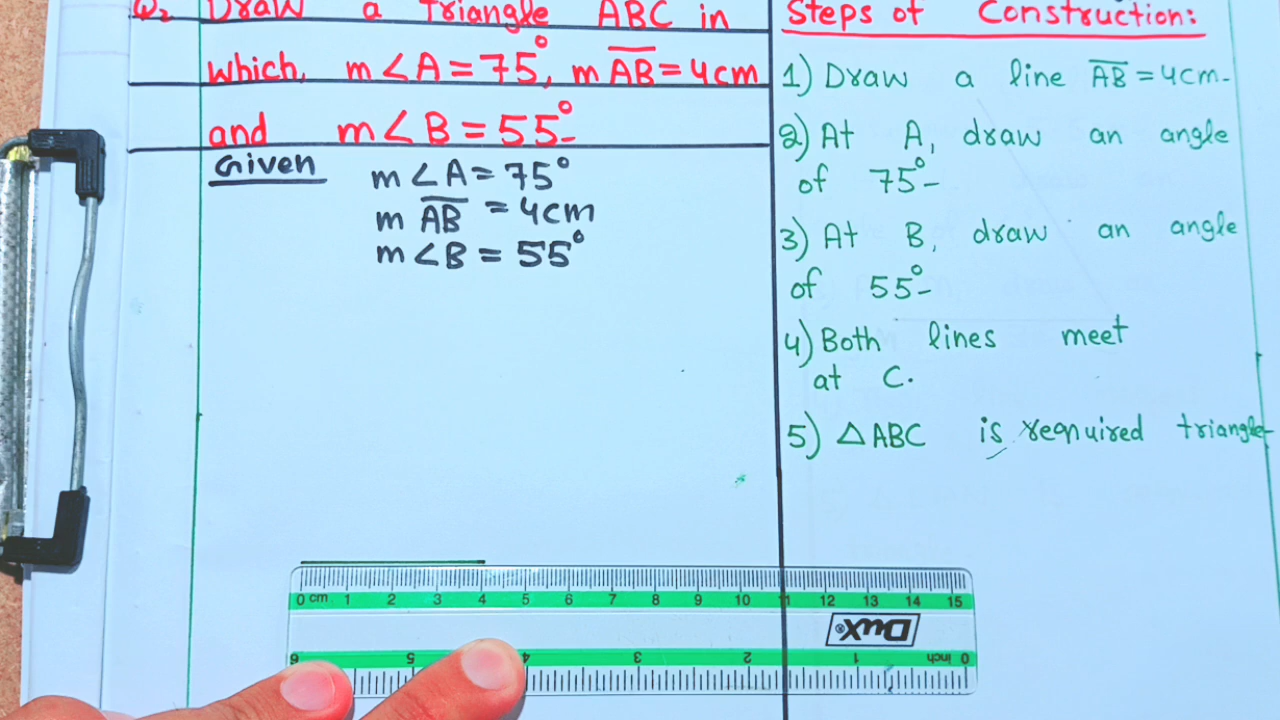 Q2 Draw a Triangle ABC in
which, m∠A = 75°, m A̅B̅ = 4cm
and m∠B = 55°-
Given
m∠A = 75°
m A̅B̅ = 4cm
m∠B = 55°
Steps of Construction:
1) Draw a line A̅B̅ = 4cm-
2) At A, draw an angle
of 75°-
3) At B, draw an angle
of 55°-
4) Both lines meet
at C.
5) △ABC is required triangle-
0 cm 1 2 3 4 5 6 7 8 9 10 11 12 13 14 15
DUX®
6 5 4 3 2 1 0 inch